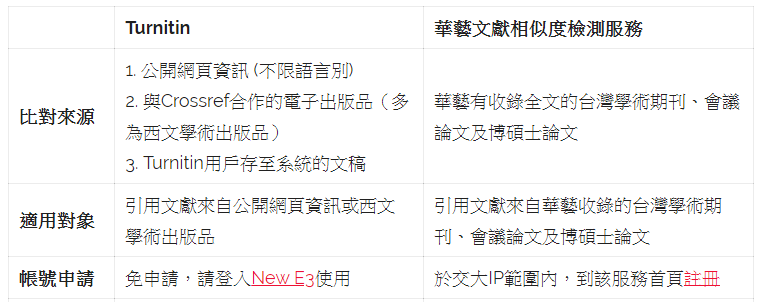 Turnitin
華藝文獻相似度檢測服務
比對來源
1. 公開網頁資訊 (不限語言別)
2. 與Crossref合作的電子出版品（多
為西文學術出版品）
3. Turnitin用戶存至系統的文稿
華藝有收錄全文的台灣學術期刊、會議
論文及博碩士論文
適用對象
引用文獻來自公開網頁資訊或西文
學術出版品
引用文獻來自華藝收錄的台灣學術期
刊、會議論文及博碩士論文
帳號申請
免申請，請登入New E3使用
於交大IP範圍內，到該服務首頁註冊